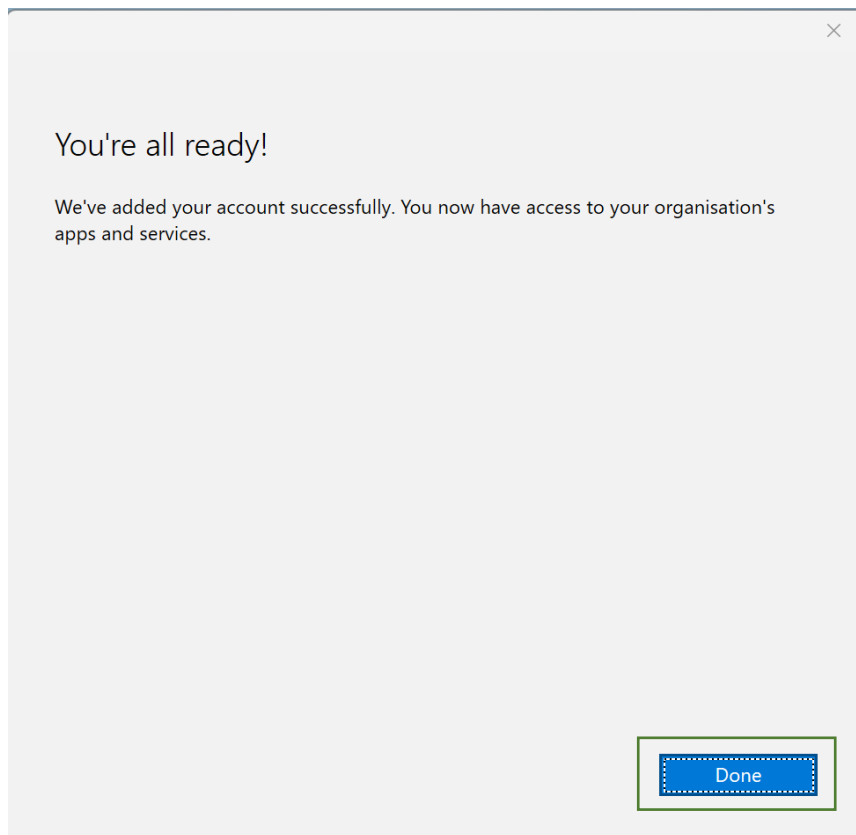 You're all ready!
We've added your account successfully. You now have access to your organisation's
apps and services.
Done